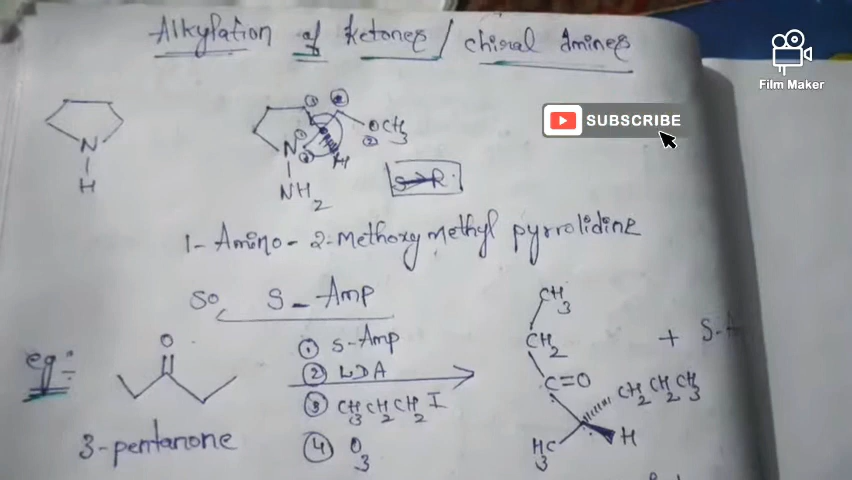 Alkylation of Ketones / chiral Amines
Film Maker
SUBSCRIBE
N
H
N
NH2
OCH3
H
S→R
1-Amino-2-Methoxy methyl pyrrolidine
so, S-Amp
eg:-
O
3-pentanone
① S-Amp
② LDA
③ CH3CH2CH2I
④ O3
CH3
CH2
C=O
CH2CH2CH3
H3C
H
+ S-A